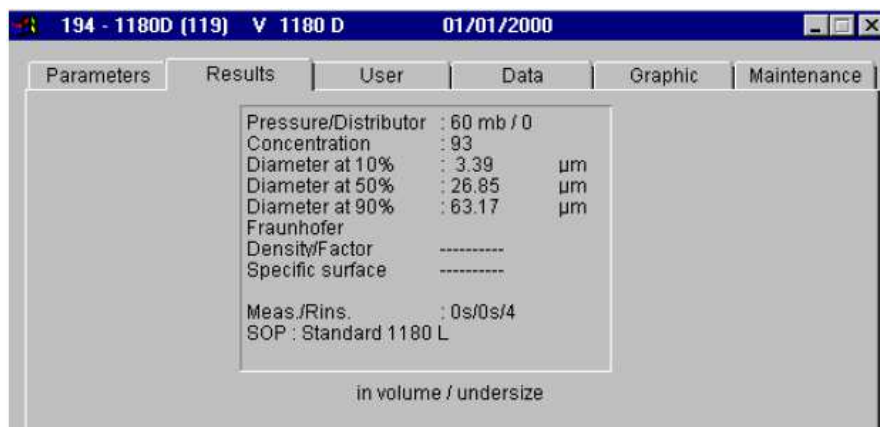 194 - 1180D (119) V 1180 D 01/01/2000
Parameters Results User Data Graphic Maintenance
Pressure/Distributor : 60 mb / 0
Concentration : 93
Diameter at 10% : 3.39 µm
Diameter at 50% : 26.85 µm
Diameter at 90% : 63.17 µm
Fraunhofer
Density/Factor ----------
Specific surface ----------
Meas./Rins. : 0s/0s/4
SOP : Standard 1180 L
in volume / undersize